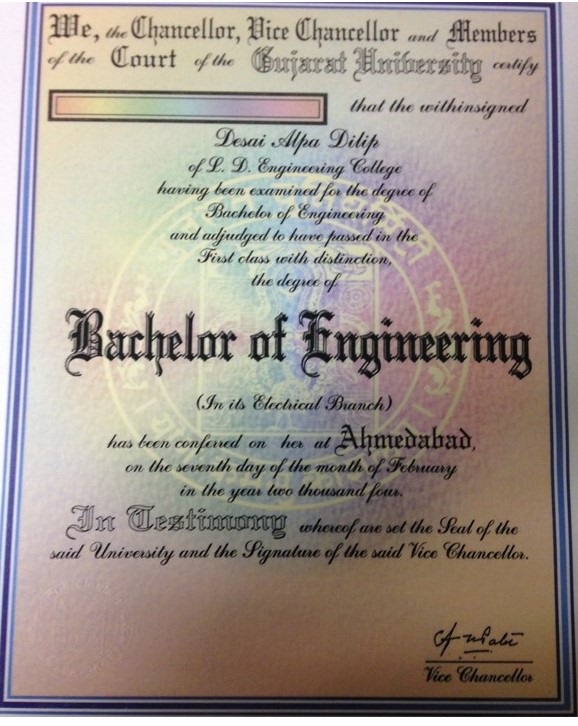 We, the Chancellor, Vice Chancellor and Members
of the Court of the Gujarat University certify
that the withinsigned
Desai Alpa Dilip
of L. D. Engineering College
having been examined for the degree of
Bachelor of Engineering
and adjudged to have passed in the
First class with distinction,
the degree of
Bachelor of Engineering
(In its Electrical Branch)
has been conferred on her at Ahmedabad,
on the seventh day of the month of February
in the year two thousand four.
In Testimony whereof are set the Seal of the
said University and the Signature of the said Vice Chancellor.
Vice Chancellor